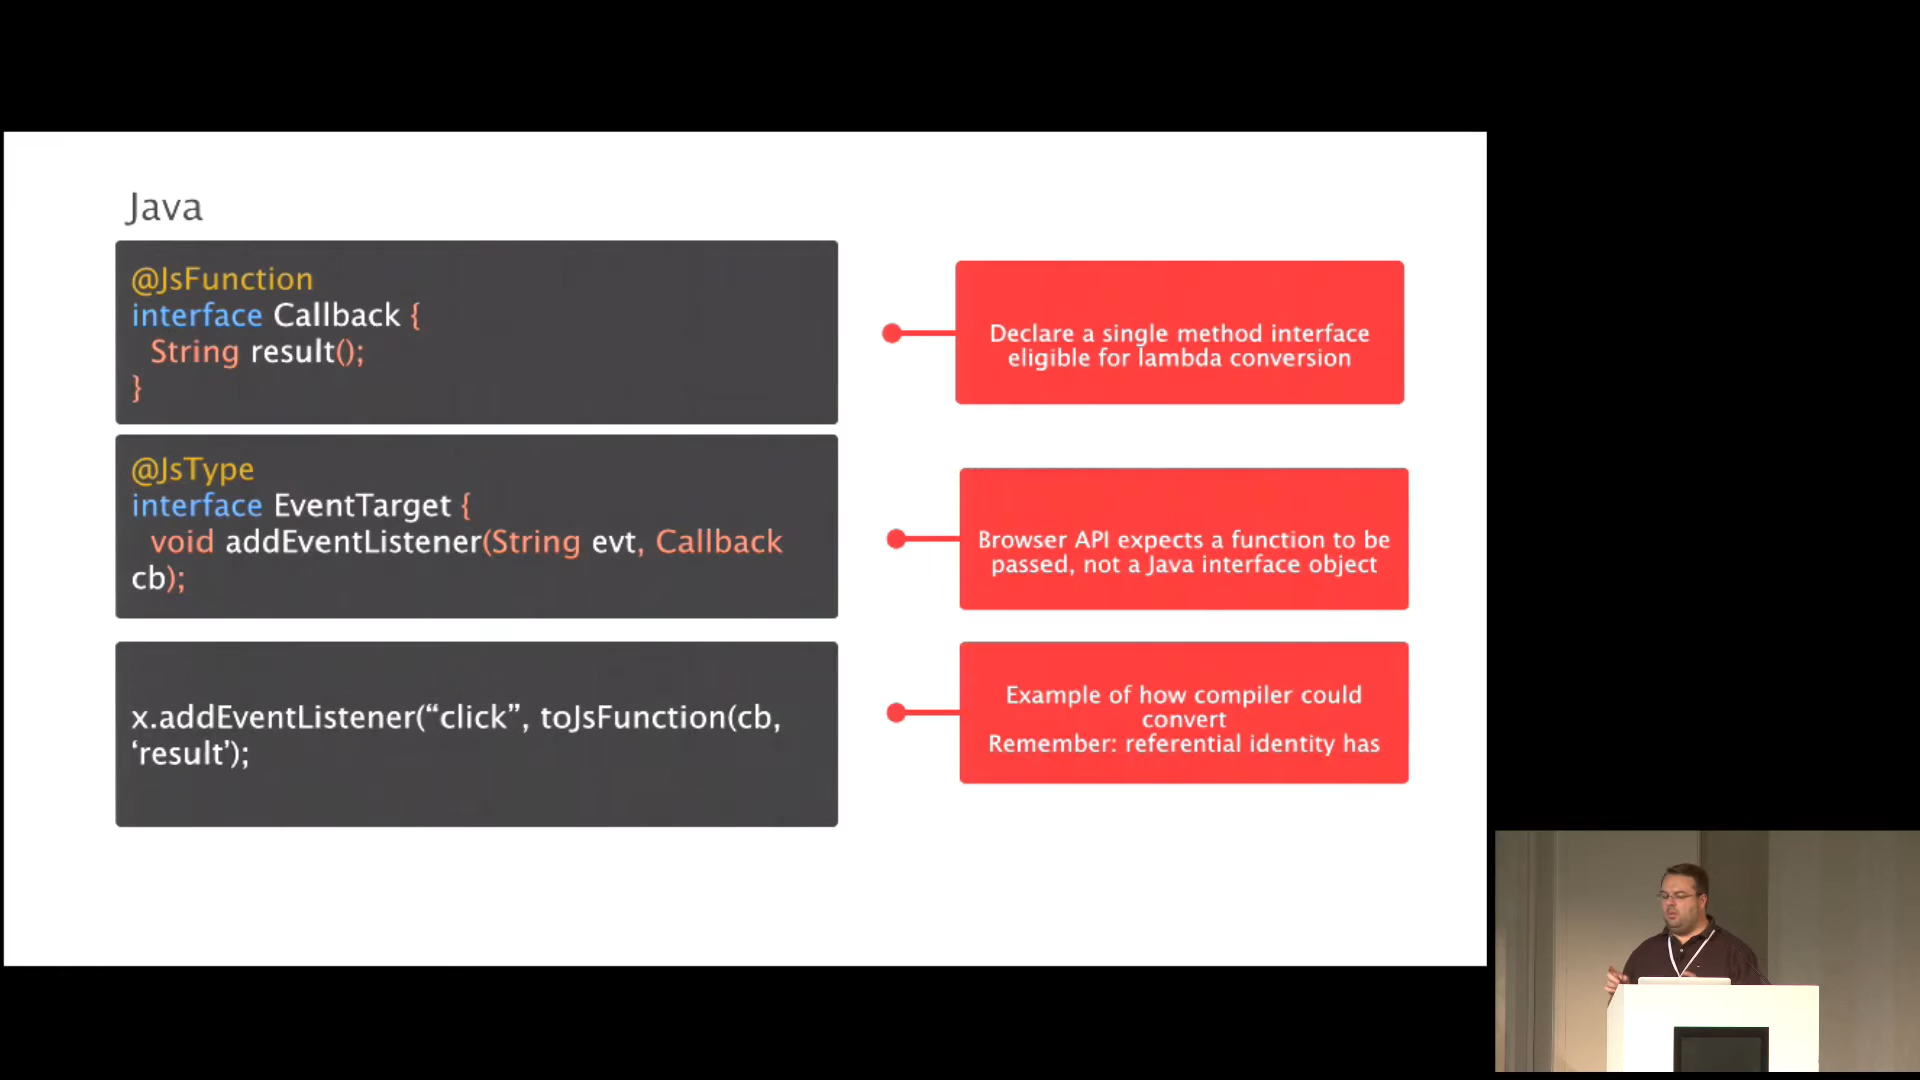 Java
@JsFunction
interface Callback {
String result();
}
Declare a single method interface
eligible for lambda conversion
@JsType
interface EventTarget {
void addEventListener(String evt, Callback
cb);
Browser API expects a function to be
passed, not a Java interface object
x.addEventListener(“click”, toJsFunction(cb,
‘result’);
Example of how compiler could
convert
Remember: referential identity has